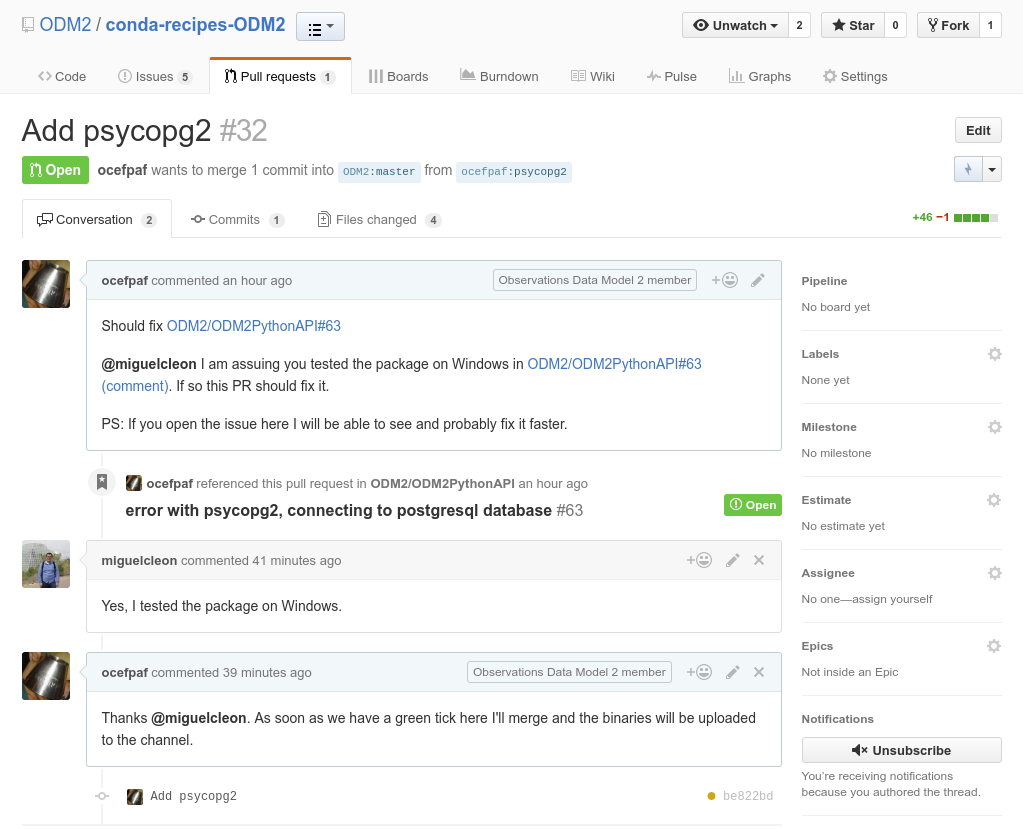 ODM2 / conda-recipes-ODM2
Unwatch 2 Star 0 Fork 1
Code Issues 5 Pull requests 1 Boards Burndown Wiki Pulse Graphs Settings
Add psycopg2 #32
Edit
Open ocefpaf wants to merge 1 commit into ODM2:master from ocefpaf:psycopg2
Conversation 2 Commits 1 Files changed 4
+46 −1
ocefpaf commented an hour ago Observations Data Model 2 member
Should fix ODM2/ODM2PythonAPI#63
@miguelcleon I am assuing you tested the package on Windows in ODM2/ODM2PythonAPI#63
(comment). If so this PR should fix it.
PS: If you open the issue here I will be able to see and probably fix it faster.
ocefpaf referenced this pull request in ODM2/ODM2PythonAPI an hour ago
error with psycopg2, connecting to postgresql database #63
Open
miguelcleon commented 41 minutes ago
Yes, I tested the package on Windows.
ocefpaf commented 39 minutes ago Observations Data Model 2 member
Thanks @miguelcleon. As soon as we have a green tick here I'll merge and the binaries will be uploaded
to the channel.
Add psycopg2 be822bd
Pipeline
No board yet
Labels
None yet
Milestone
No milestone
Estimate
No estimate yet
Assignee
No one—assign yourself
Epics
Not inside an Epic
Notifications
Unsubscribe
You're receiving notifications
because you authored the thread.